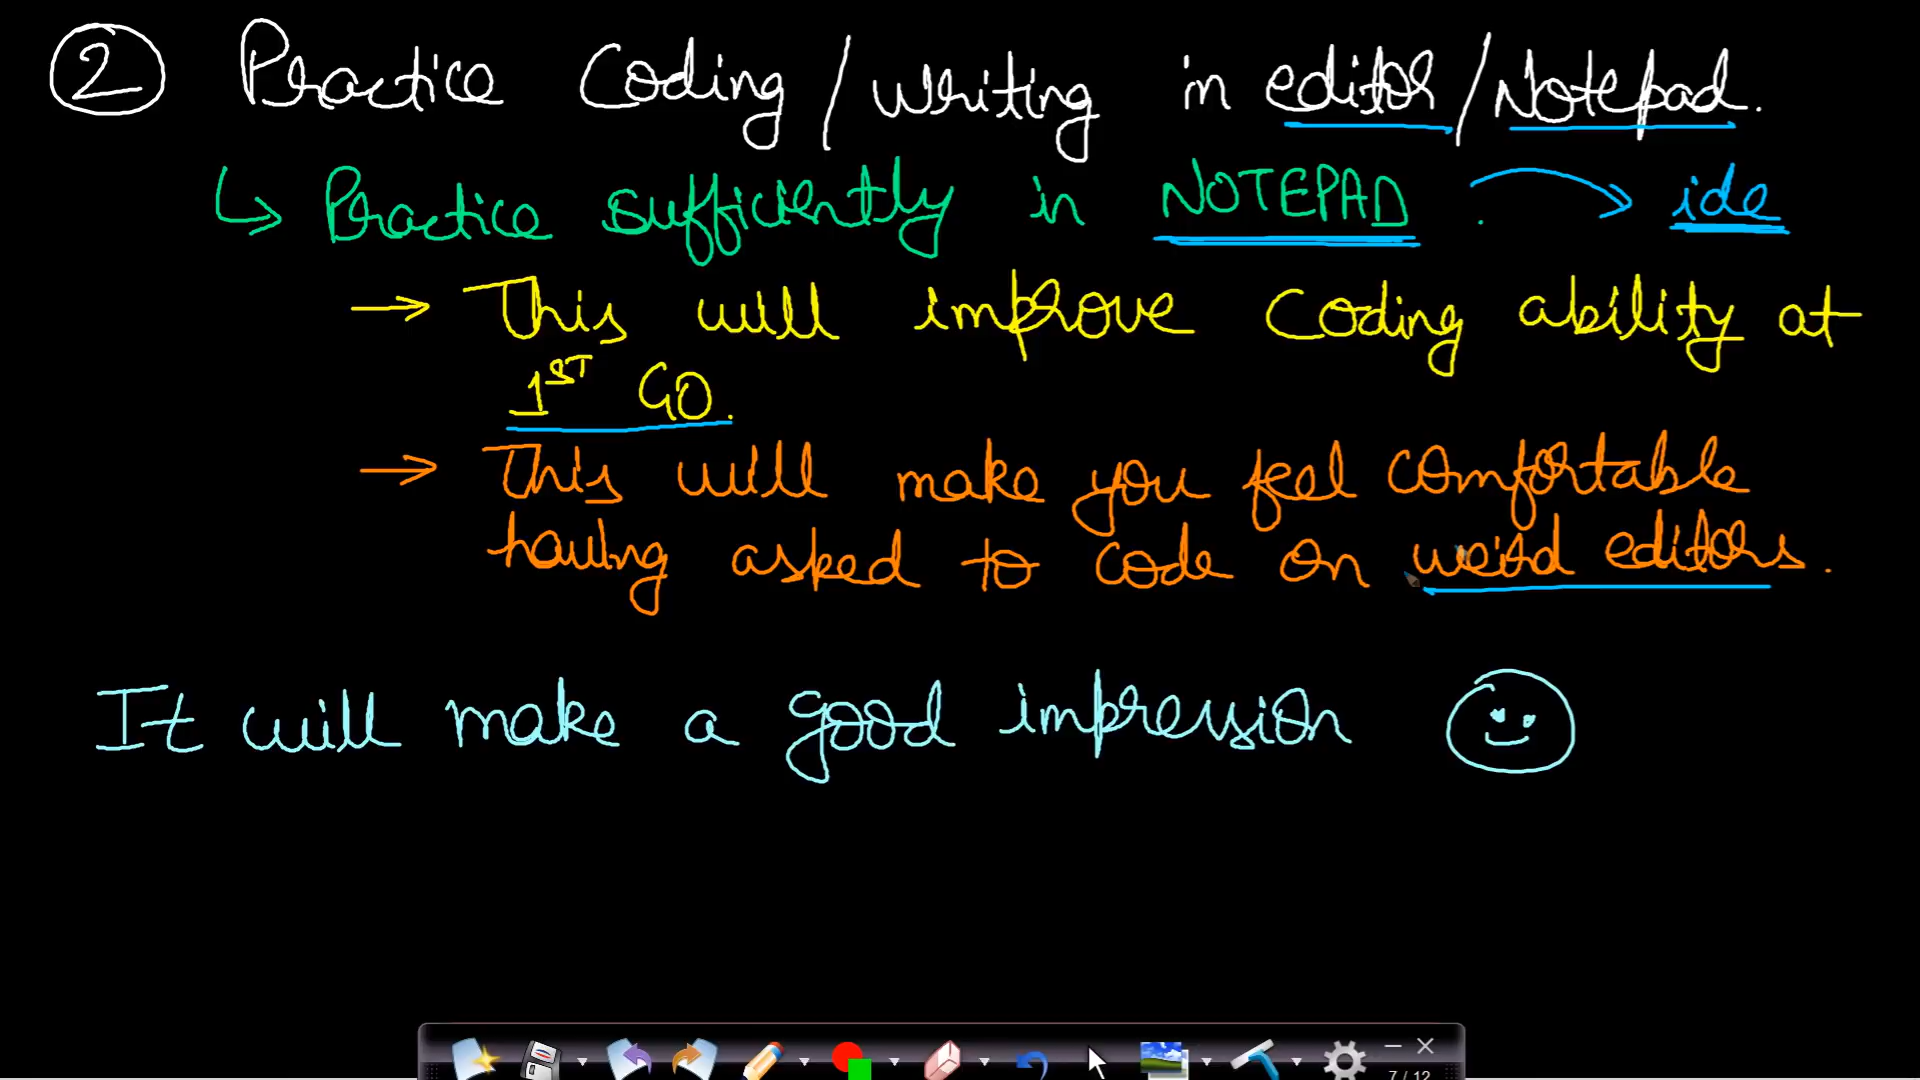 2 Practice Coding / Writing in editor / Notepad.
↳ Practice sufficiently in NOTEPAD. → ide
→ This will improve coding ability at
1ST GO.
→ This will make you feel comfortable
having asked to code on weird editors.
It will make a good impression
7 / 12